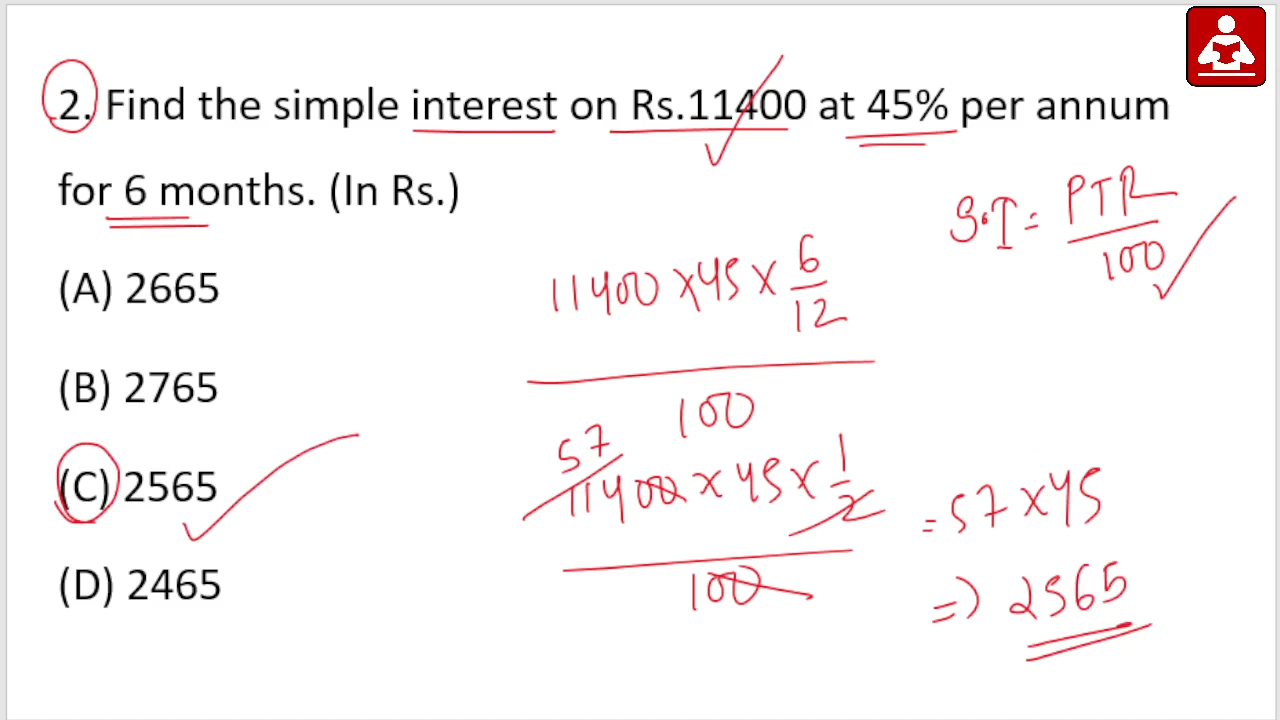 2. Find the simple interest on Rs.11400 at 45% per annum
for 6 months. (In Rs.)
S.I = PTR / 100
(A) 2665
11400 × 45 × 6/12
100
(B) 2765
57
11400 × 45 × 1/2
100
(C) 2565
= 57 × 45
(D) 2465
=> 2565